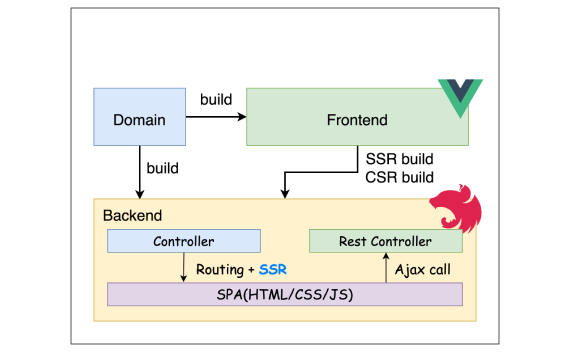 build
Domain
Frontend
build
SSR build
CSR build
Backend
Controller
Rest Controller
Routing + SSR
Ajax call
SPA(HTML/CSS/JS)